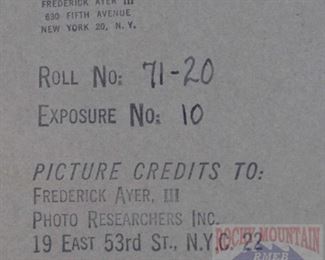 FREDERICK AYER III
630 FIFTH AVENUE
NEW YORK 20, N. Y.
ROLL NO: 71-20
EXPOSURE NO: 10
PICTURE CREDITS TO:
FREDERICK AYER, III
PHOTO RESEARCHERS INC.
19 EAST 53RD ST., N.Y.C. 22
ROCKY MOUNTAIN
RMEB